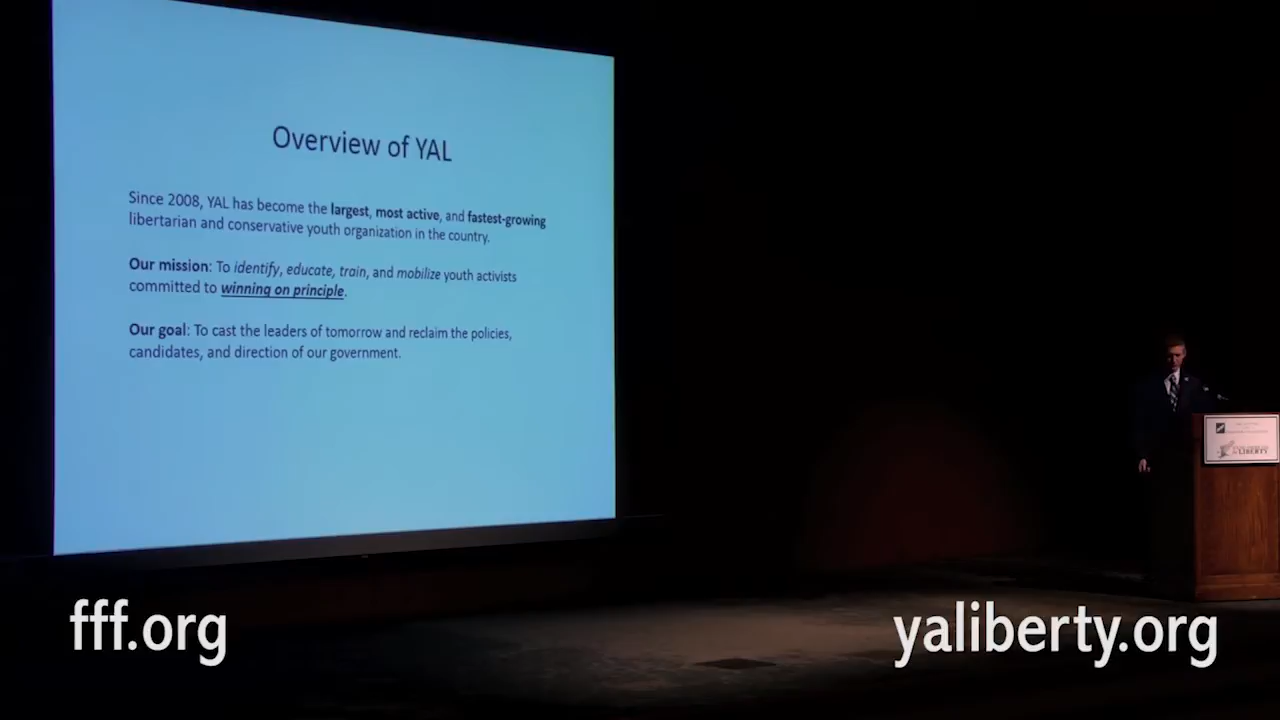 Overview of YAL
Since 2008, YAL has become the largest, most active, and fastest-growing
libertarian and conservative youth organization in the country.
Our mission: To identify, educate, train, and mobilize youth activists
committed to winning on principle.
Our goal: To cast the leaders of tomorrow and reclaim the policies,
candidates, and direction of our government.
LIBERTY
fff.org
yaliberty.org